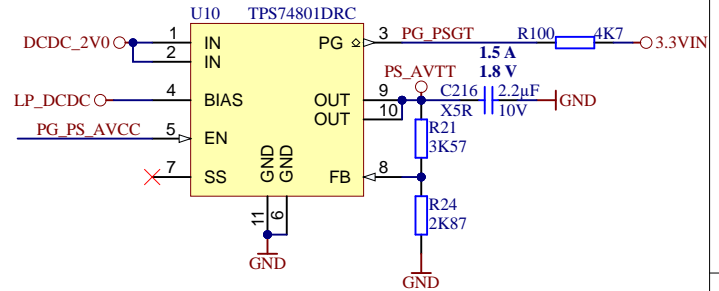 U10 TPS74801DRC
DCDC_2V0 1 IN PG 3 PG_PSGT R100 4K7 3.3VIN
2 IN 1.5 A
1.8 V
PS_AVTT
LP_DCDC 4 BIAS OUT 9 C216 2.2µF GND
OUT 10 X5R 10V
PG_PS_AVCC 5 EN R21
3K57
7 SS GND GND FB 8
R24
2K87
11 6
GND GND